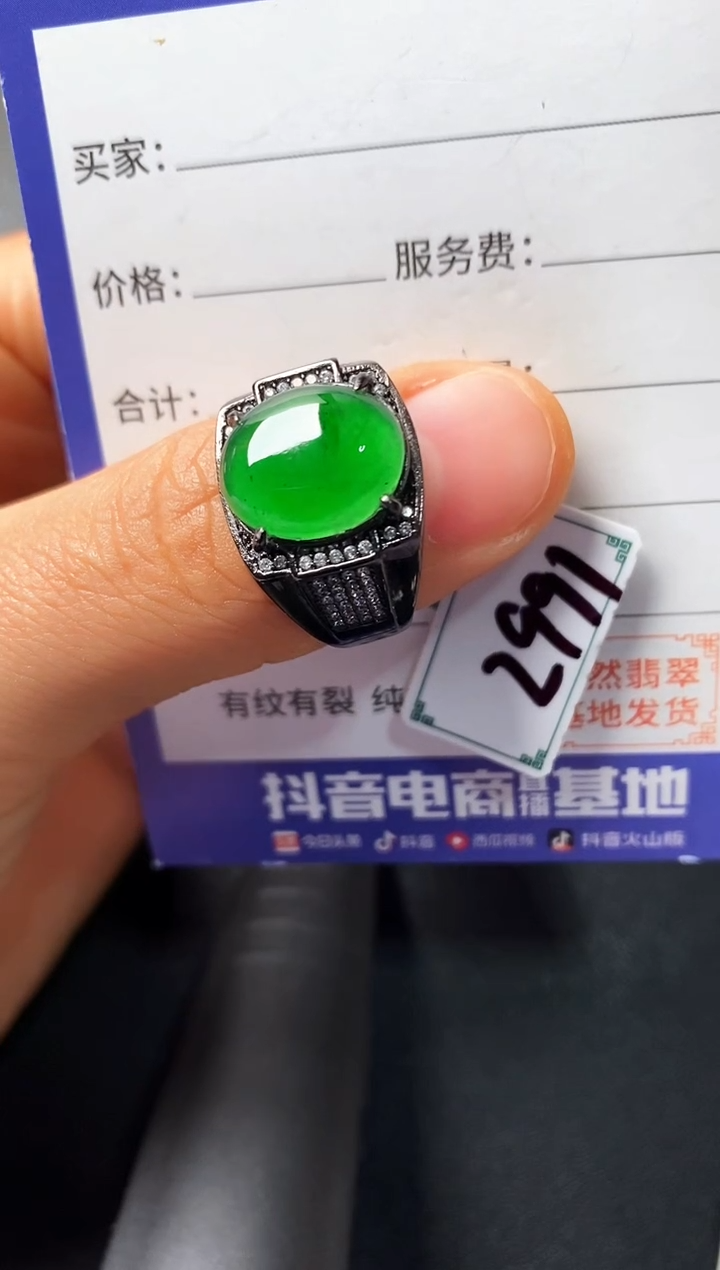 买家：
价格： 服务费：
合计：
2991
有纹有裂 纯
然翡翠
基地发货
抖音电商直播基地
今日头条 抖音 西瓜视频 抖音火山版